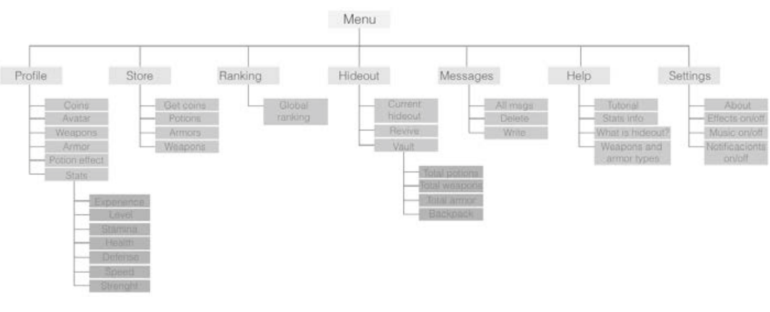 Menu
Profile
Store
Ranking
Hideout
Messages
Help
Settings
Coins
Avatar
Weapons
Armor
Potion effect
Stats
Experience
Level
Stamina
Health
Defense
Speed
Strenght
Get coins
Potions
Armors
Weapons
Global
ranking
Current
hideout
Revive
Vault
Total potions
Total weapons
Total armor
Backpack
All msgs
Delete
Write
Tutorial
Stats info
What is hideout?
Weapons and
armor types
About
Effects on/off
Music on/off
Notificacionts
on/off